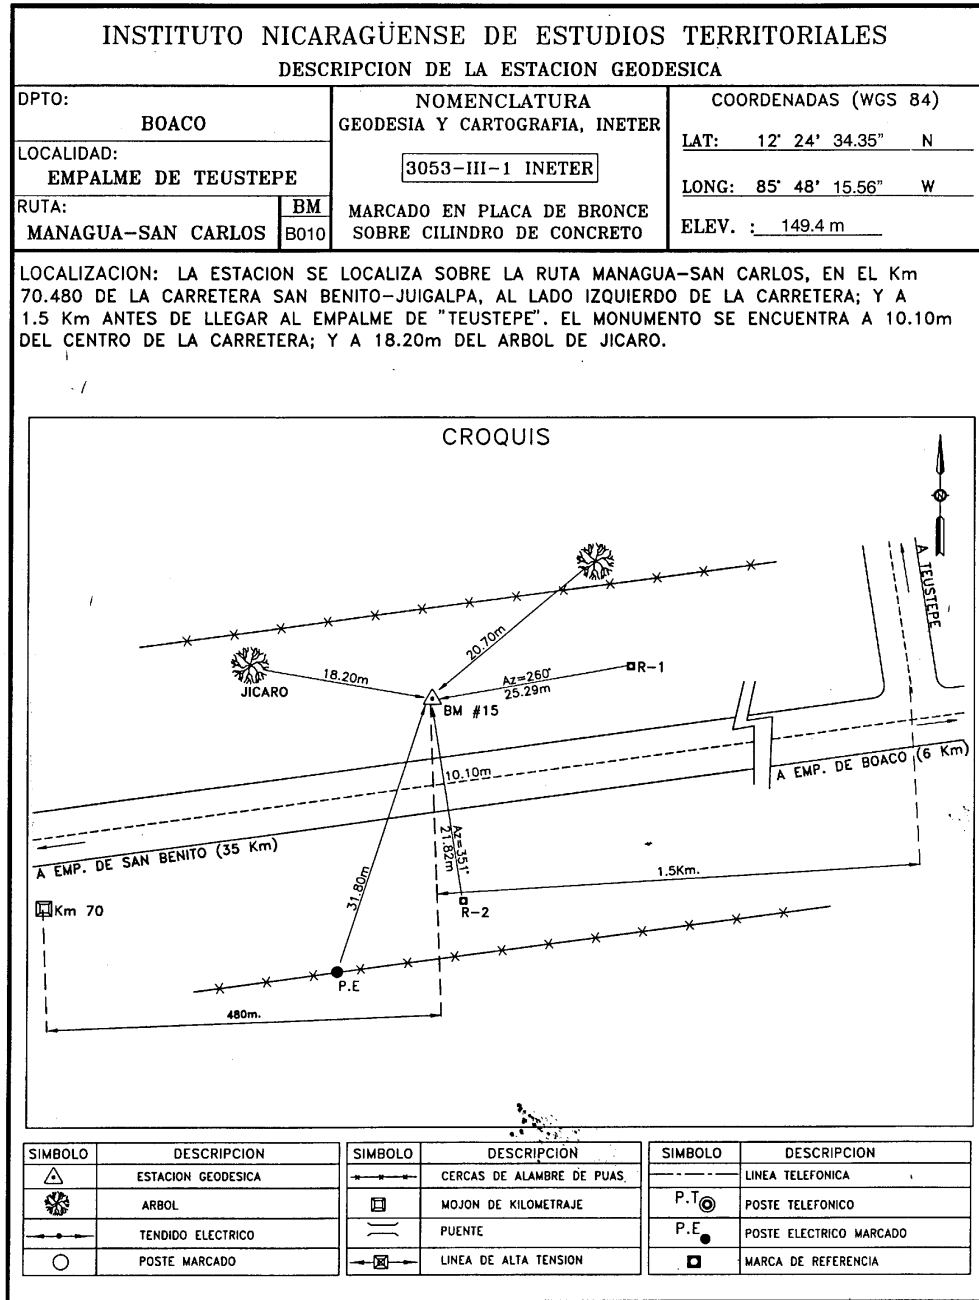 INSTITUTO NICARAGÜENSE DE ESTUDIOS TERRITORIALES
DESCRIPCION DE LA ESTACION GEODESICA
DPTO:
BOACO
LOCALIDAD:
EMPALME DE TEUSTEPE
RUTA:
MANAGUA-SAN CARLOS
BM
B010
NOMENCLATURA
GEODESIA Y CARTOGRAFIA, INETER
3053-III-1 INETER
MARCADO EN PLACA DE BRONCE
SOBRE CILINDRO DE CONCRETO
COORDENADAS (WGS 84)
LAT: 12° 24' 34.35" N
LONG: 85° 48' 15.56" W
ELEV. : 149.4 m
LOCALIZACION: LA ESTACION SE LOCALIZA SOBRE LA RUTA MANAGUA-SAN CARLOS, EN EL Km
70.480 DE LA CARRETERA SAN BENITO-JUIGALPA, AL LADO IZQUIERDO DE LA CARRETERA; Y A
1.5 Km ANTES DE LLEGAR AL EMPALME DE "TEUSTEPE". EL MONUMENTO SE ENCUENTRA A 10.10m
DEL CENTRO DE LA CARRETERA; Y A 18.20m DEL ARBOL DE JICARO.
CROQUIS
N
A TEUSTEPE
20.70m
JICARO
18.20m
Az=260°
25.29m
R-1
BM #15
10.10m
A EMP. DE BOACO (6 Km)
A EMP. DE SAN BENITO (35 Km)
Az=351°
21.82m
31.80m
1.5Km.
Km 70
R-2
P.E
480m.
SIMBOLO DESCRIPCION
ESTACION GEODESICA
ARBOL
TENDIDO ELECTRICO
POSTE MARCADO
SIMBOLO DESCRIPCION
CERCAS DE ALAMBRE DE PUAS
MOJON DE KILOMETRAJE
PUENTE
LINEA DE ALTA TENSION
SIMBOLO DESCRIPCION
LINEA TELEFONICA
P.T POSTE TELEFONICO
P.E POSTE ELECTRICO MARCADO
MARCA DE REFERENCIA